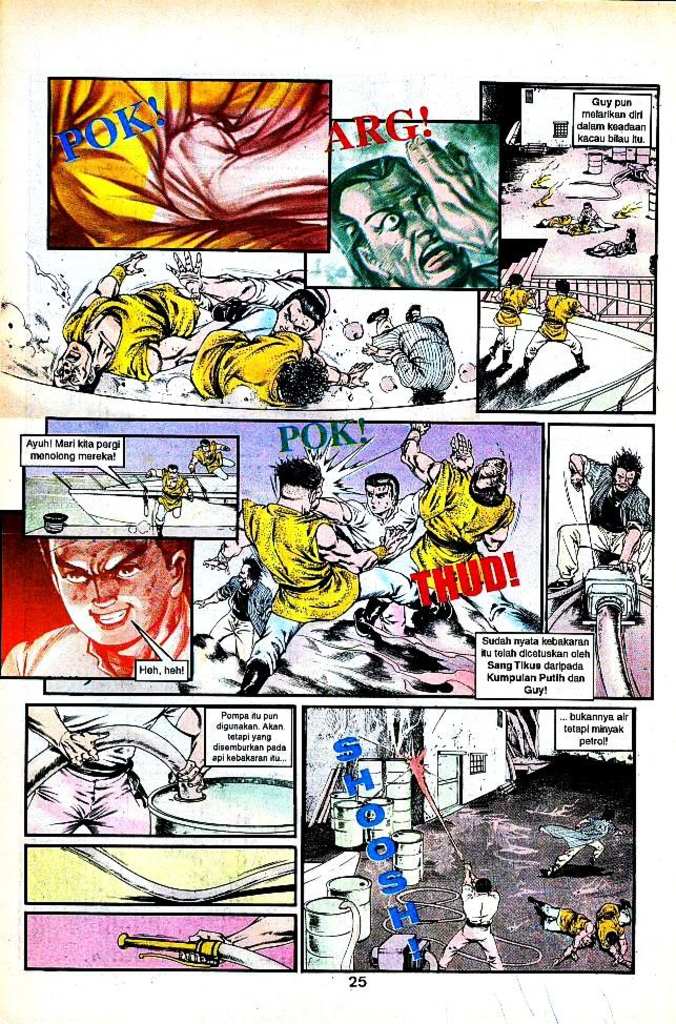 POK!
ARG!
Guy pun
melarikan diri
dalam keadaan
kacau bilau itu.
Ayuh! Mari kita pergi
menolong mereka!
POK!
THUD!
Heh, heh!
Sudah nyata kebakaran
itu telah dicetuskan oleh
Sang Tikus daripada
Kumpulan Putih dan
Guy!
Pompa itu pun
digunakan. Akan
tetapi yang
disemburkan pada
api kebakaran itu...
... bukannya air
tetapi minyak
petrol!
SHOOSH!
25